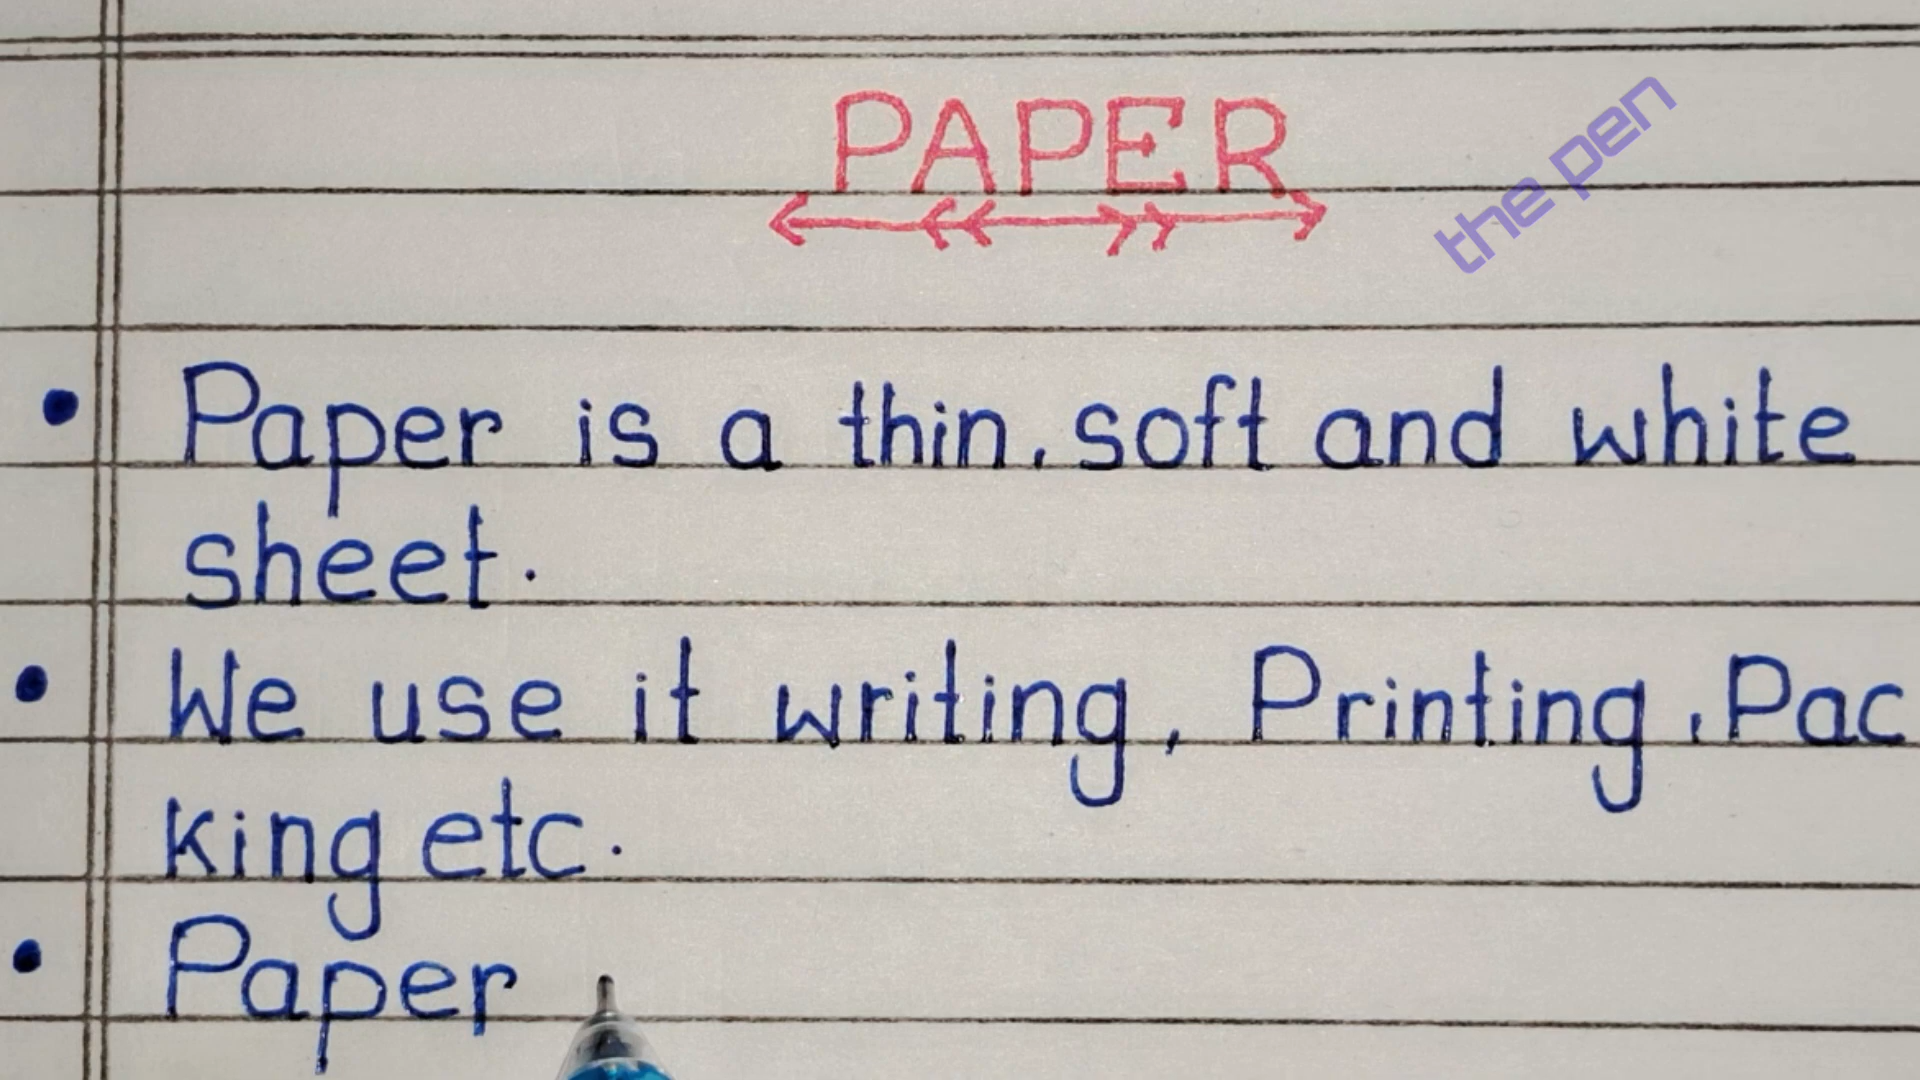 PAPER
the pen
• Paper is a thin, soft and white
sheet.
• We use it writing, Printing, Pac
king etc.
• Paper